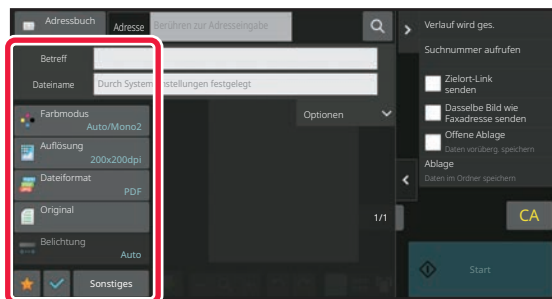 Adressbuch
Adresse
Berühren zur Adresseingabe
Betreff
Dateiname
Durch Systemeinstellungen festgelegt
Farbmodus
Auto/Mono2
Auflösung
200x200dpi
Dateiformat
PDF
Original
Belichtung
Auto
Sonstiges
Optionen
1/1
Verlauf wird ges.
Suchnummer aufrufen
Zielort-Link
senden
Dasselbe Bild wie
Faxadresse senden
Offene Ablage
Daten vorüberg. speichern
Ablage
Daten im Ordner speichern
CA
Start